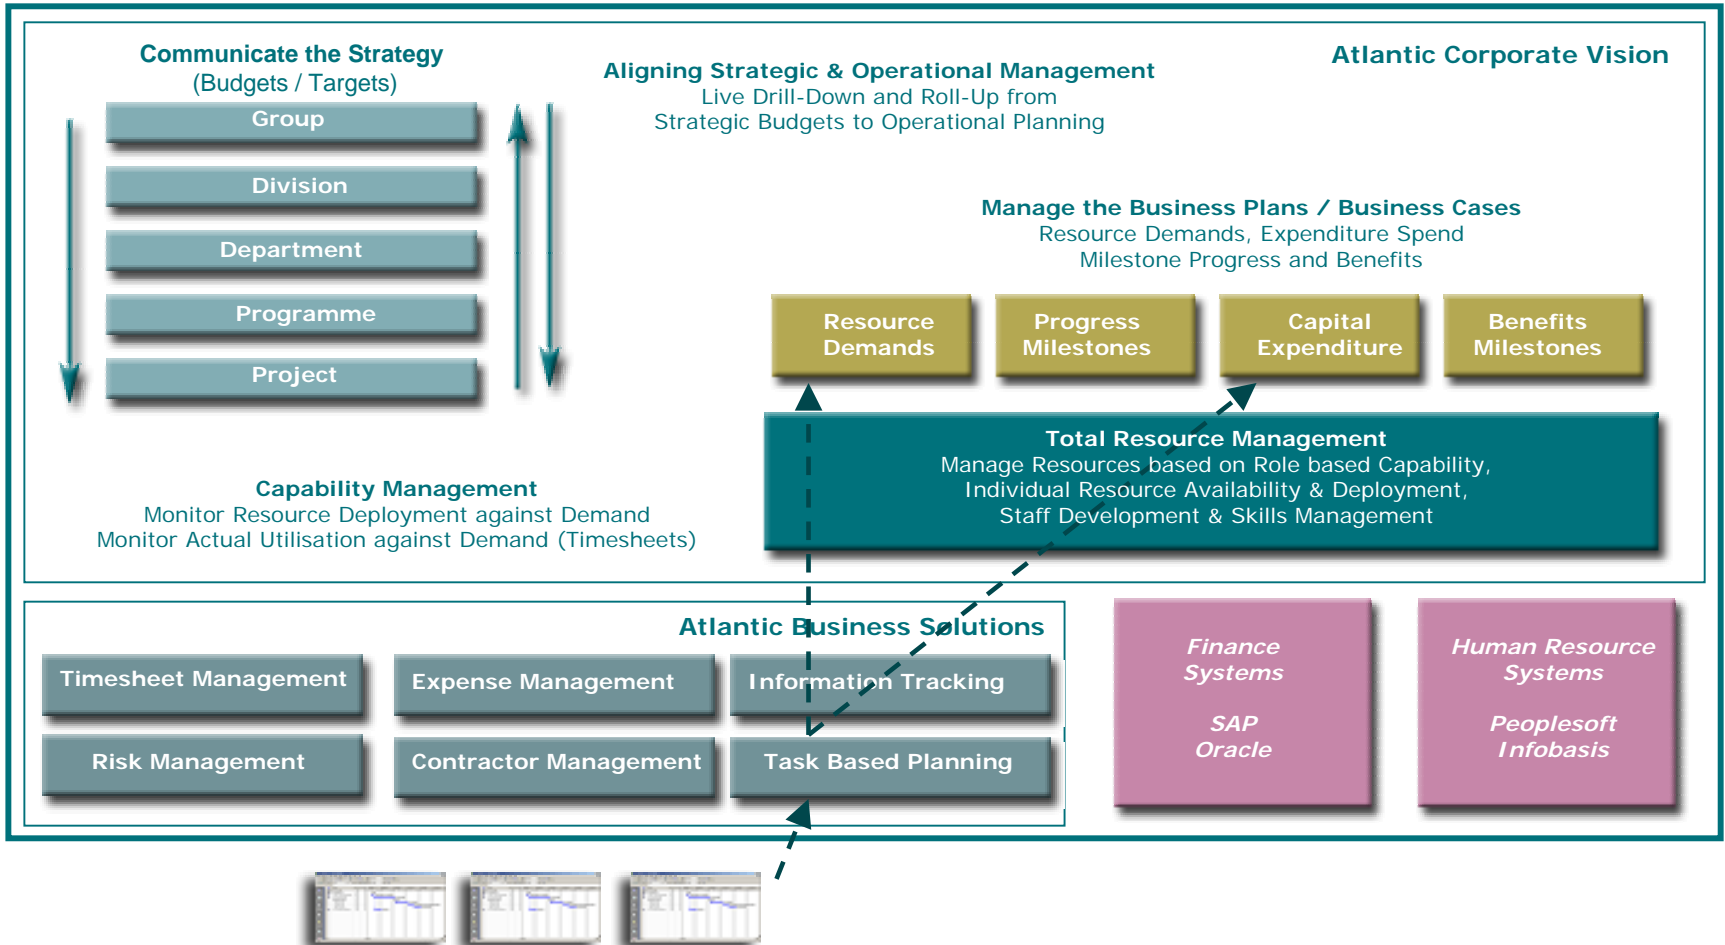 Communicate the Strategy
(Budgets / Targets)
Group
Division
Department
Programme
Project
Aligning Strategic & Operational Management
Live Drill-Down and Roll-Up from
Strategic Budgets to Operational Planning
Atlantic Corporate Vision
Manage the Business Plans / Business Cases
Resource Demands, Expenditure Spend
Milestone Progress and Benefits
Resource
Demands
Progress
Milestones
Capital
Expenditure
Benefits
Milestones
Total Resource Management
Manage Resources based on Role based Capability,
Individual Resource Availability & Deployment,
Staff Development & Skills Management
Capability Management
Monitor Resource Deployment against Demand
Monitor Actual Utilisation against Demand (Timesheets)
Atlantic Business Solutions
Timesheet Management
Expense Management
Information Tracking
Risk Management
Contractor Management
Task Based Planning
Finance
Systems
SAP
Oracle
Human Resource
Systems
Peoplesoft
Infobasis